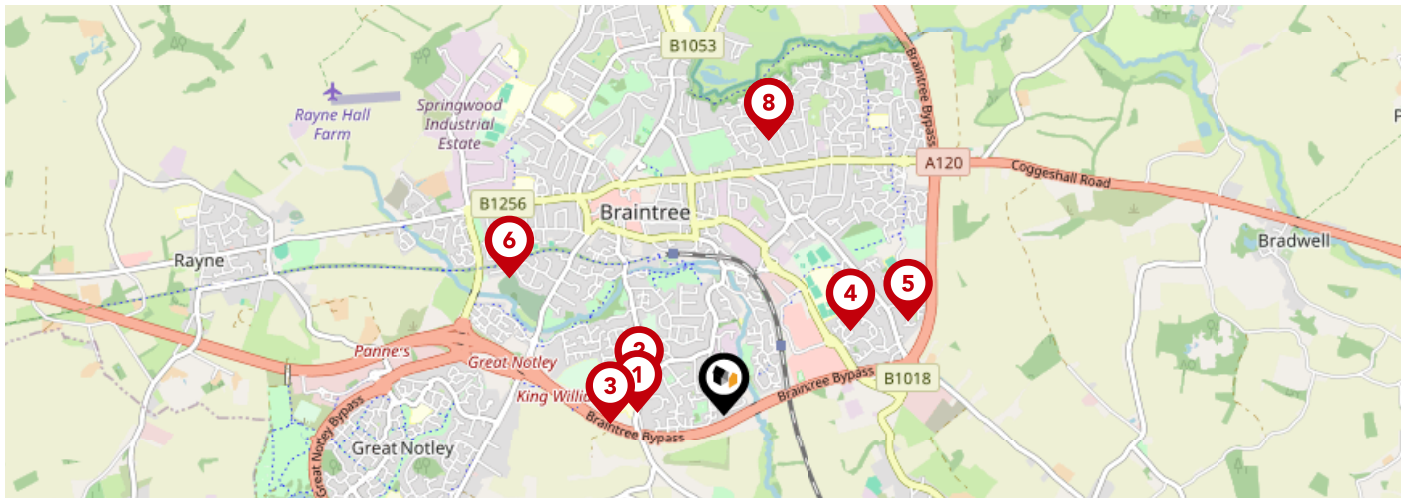 B1053
Braintree Bypass
8
Rayne Hall
Farm
Springwood
Industrial
Estate
A120
Coggeshall Road
B1256
Braintree
6
Rayne
Bradwell
4
5
2
Panners
Great Notley
1
3
King Willi
B1018
Braintree Bypass
Braintree Bypass
Great Notley Bypass
Great Notley
P